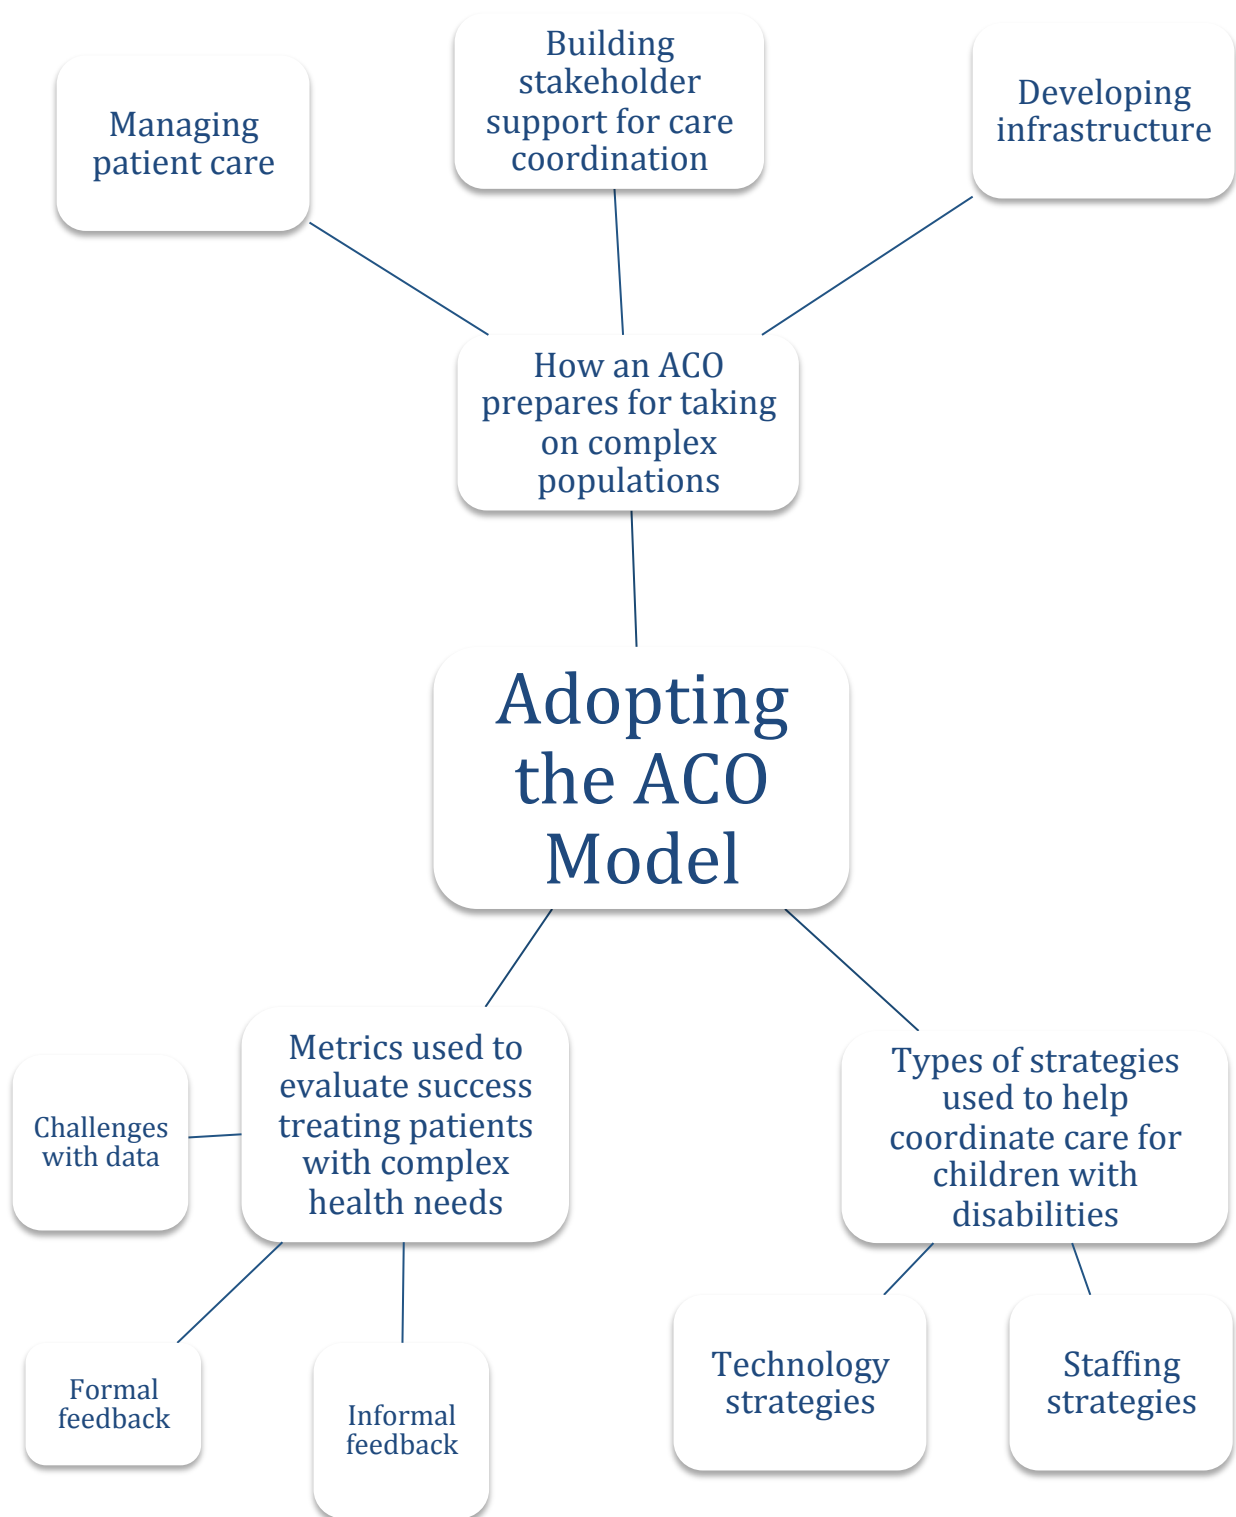 Managing
patient care
Building
stakeholder
support for care
coordination
Developing
infrastructure
How an ACO
prepares for taking
on complex
populations
Adopting
the ACO
Model
Metrics used to
evaluate success
treating patients
with complex
health needs
Types of strategies
used to help
coordinate care for
children with
disabilities
Challenges
with data
Formal
feedback
Informal
feedback
Technology
strategies
Staffing
strategies